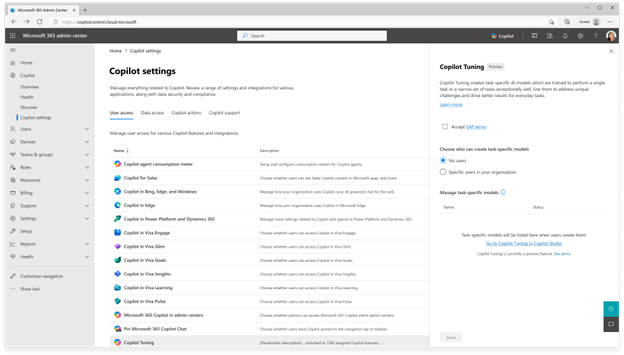 Microsoft 365 admin center
https://copilotcontrol.cloud.microsoft
Guest
Microsoft 365 admin center
Search
Copilot
Home
Copilot
Overview
Health
Discover
Copilot settings
Users
Devices
Teams & groups
Roles
Resources
Billing
Support
Settings
Setup
Reports
Health
Customize navigation
Show less
Home > Copilot settings
Copilot settings
Manage everything related to Copilot. Review a range of settings and integrations for various
applications, along with data security and compliance.
User access Data access Copilot actions Copilot support
Manage user access for various Copilot features and integrations.
Name ↓ Description
Copilot agent consumption meter Setup and configure consumption meters for Copilot agents.
Copilot for Sales Choose whether users can see Sales Copilot content in Microsoft apps, and more.
Copilot in Bing, Edge, and Windows Manage how your organization uses Copilot, your AI-powered chat for the web.
Copilot in Edge Manage how your organization uses Copilot in Microsoft Edge.
Copilot in Power Platform and Dynamics 365 Manage more settings related to Copilot and agents in Power Platform and Dynamics 365.
Copilot in Viva Engage Choose whether users can access Copilot in Viva Engage.
Copilot in Viva Glint Choose whether users can access Copilot in Viva Glint.
Copilot in Viva Goals Choose whether users can access Copilot in Viva Goals.
Copilot in Viva Insights Choose whether users can access Copilot in Viva Insights.
Copilot in Viva Learning Choose whether users can access Copilot in Viva Learning.
Copilot in Viva Pulse Choose whether users can access Copilot in Viva Pulse.
Microsoft 365 Copilot in admin centers Choose whether admins can access Microsoft 365 Copilot within admin centers.
Pin Microsoft 365 Copilot Chat Choose whether users have Copilot pinned to the navigation bar or taskbar.
Copilot Tuning [Placeholder description]... unlocked at 150k assigned Copilot licenses...
Copilot Tuning Preview
Copilot Tuning creates task-specific AI models which are trained to perform a single
task or a narrow set of tasks exceptionally well. Use them to address unique
challenges and drive better results for everyday tasks.
Learn more
Accept EAP terms
Choose who can create task-specific models
No users
Specific users in your organization
Manage task-specific models
Name Status
Task-specific models will be listed here when users create them.
Go to Copilot Tuning in Copilot Studio
Copilot Tuning is currently a preview feature. See terms.
Save